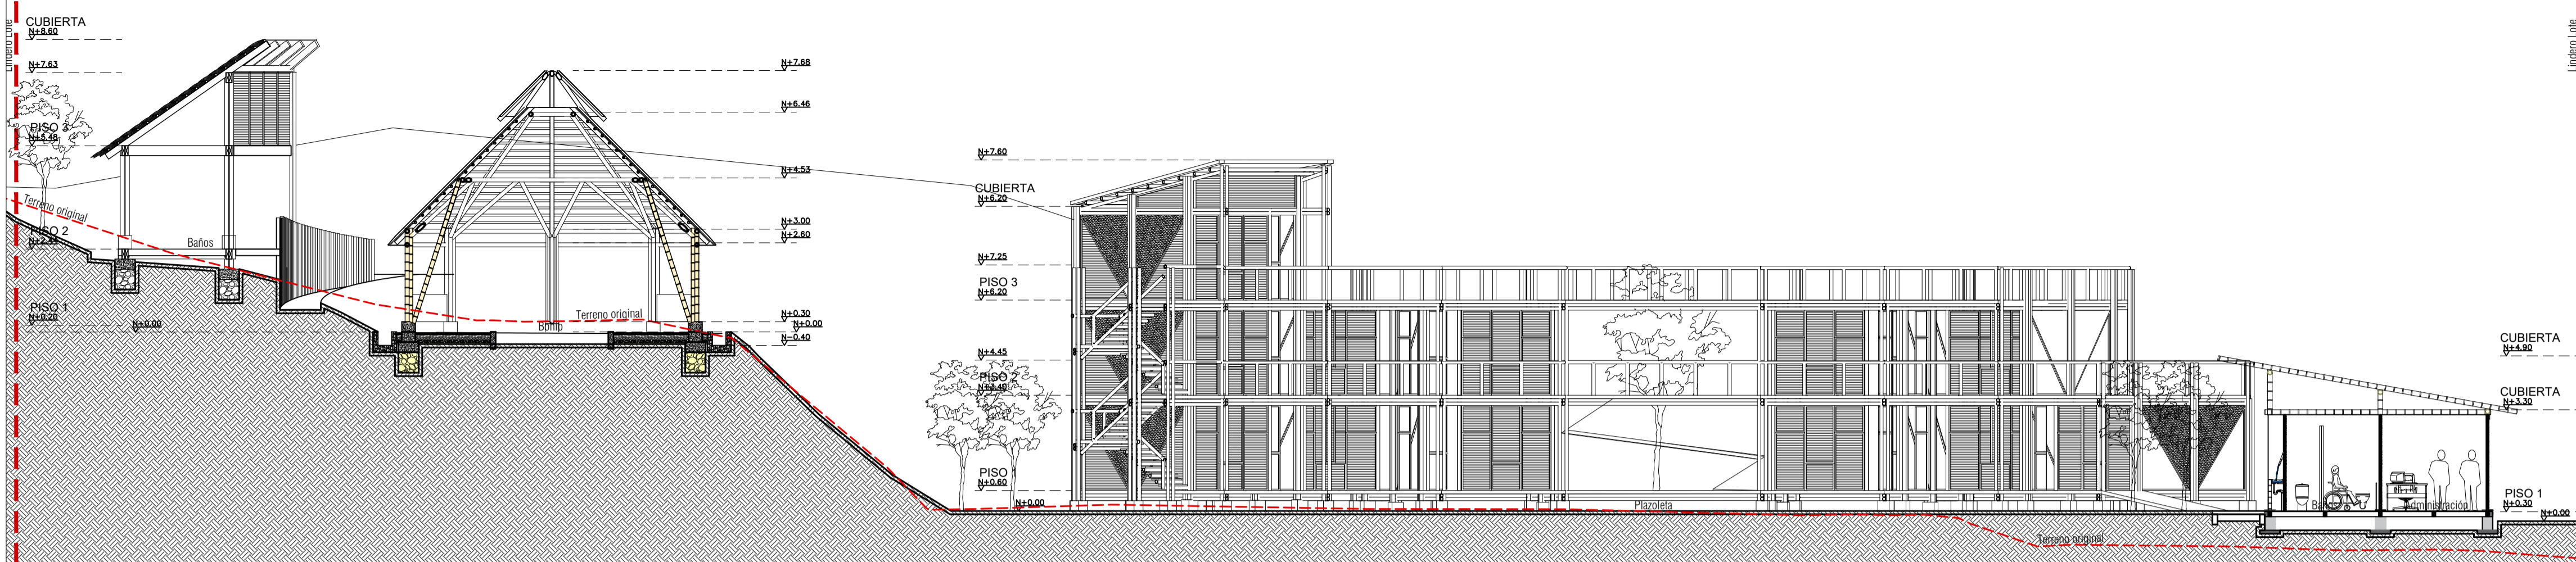 Lindero Lote
CUBIERTA
N+8.60
N+7.63
PISO 3
N+5.48
Terreno original
PISO 2
Baños
PISO 1
N+0.20
N+0.00
N+7.68
N+6.46
N+4.53
N+3.00
N+2.60
Terreno original
Bohio
N+0.30
N+0.00
N-0.40
N+7.60
CUBIERTA
N+6.20
N+7.25
PISO 3
N+6.20
N+4.45
PISO 2
N+3.40
PISO 1
N+0.60
N+0.00
Plazoleta
Terreno original
Lindero Lote
CUBIERTA
N+4.90
CUBIERTA
N+3.30
Baños
Administración
PISO 1
N+0.30
N+0.00